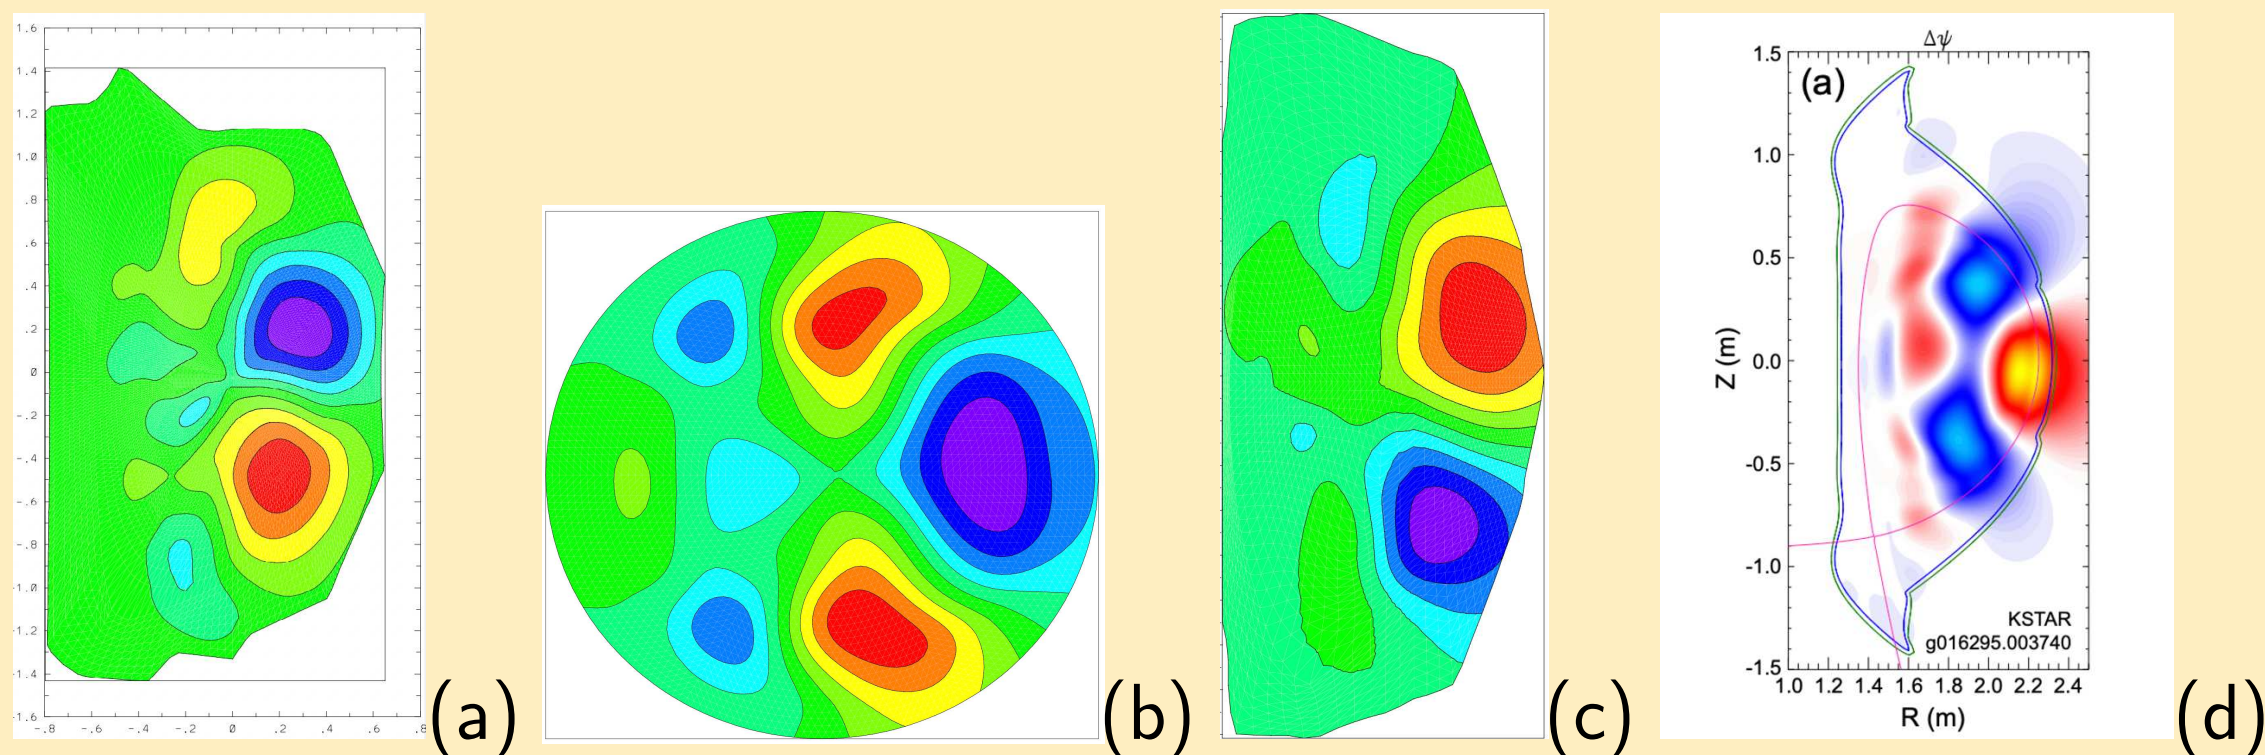 1.6
1.4
1.2
1.0
.8
.6
.4
.2
0
-.2
-.4
-.6
-.8
-1.0
1.2
-1.4
1.6
-.8 -.6 -.4 -.2 0 .2 .4 .6 .8
(a)
(b)
(c)
Δψ
(a)
1.5
1.0
0.5
0.0
-0.5
-1.0
-1.5
Z (m)
KSTAR
g016295.003740
1.0 1.2 1.4 1.6 1.8 2.0 2.2 2.4
R (m)
(d)